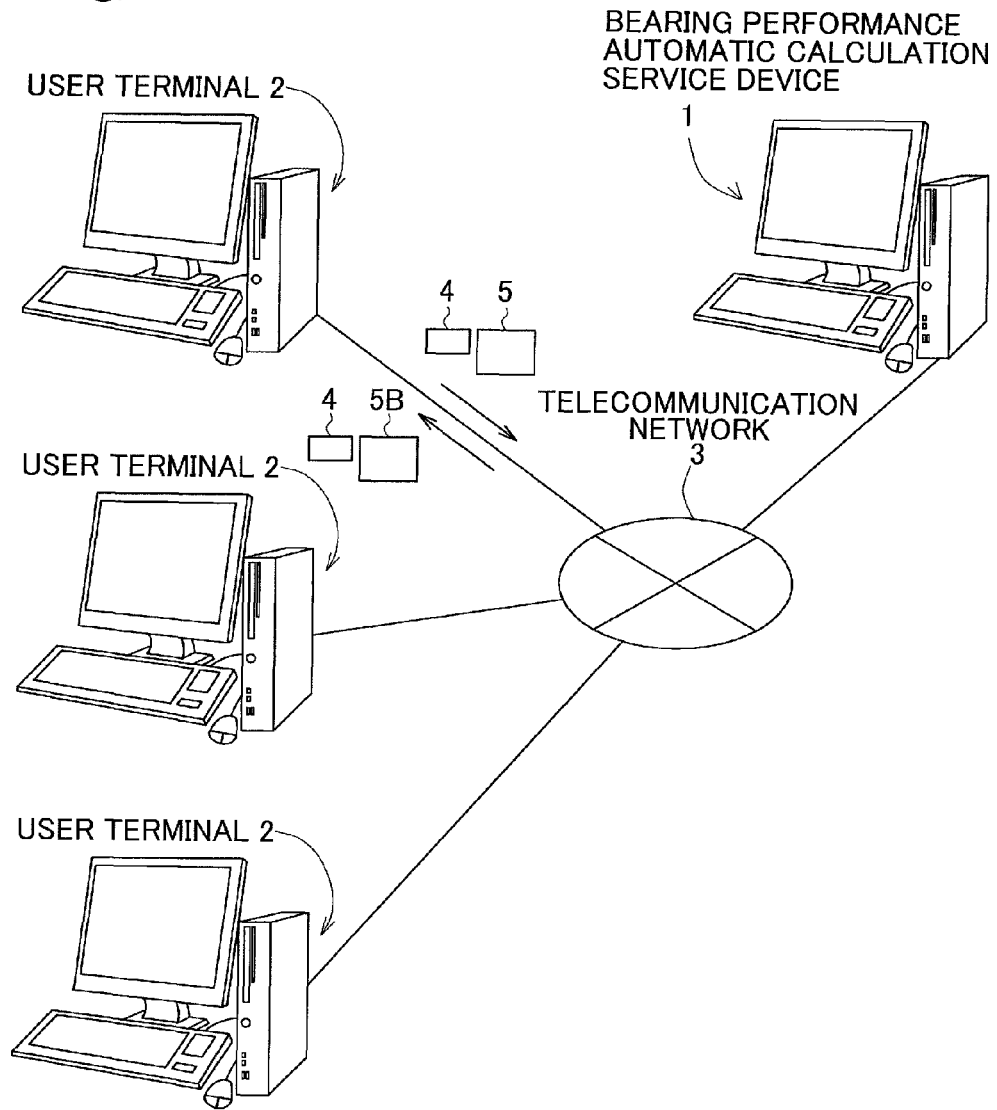 BEARING PERFORMANCE
AUTOMATIC CALCULATION
SERVICE DEVICE
1
USER TERMINAL 2
4 5
4 5B
TELECOMMUNICATION
NETWORK
3
USER TERMINAL 2
USER TERMINAL 2